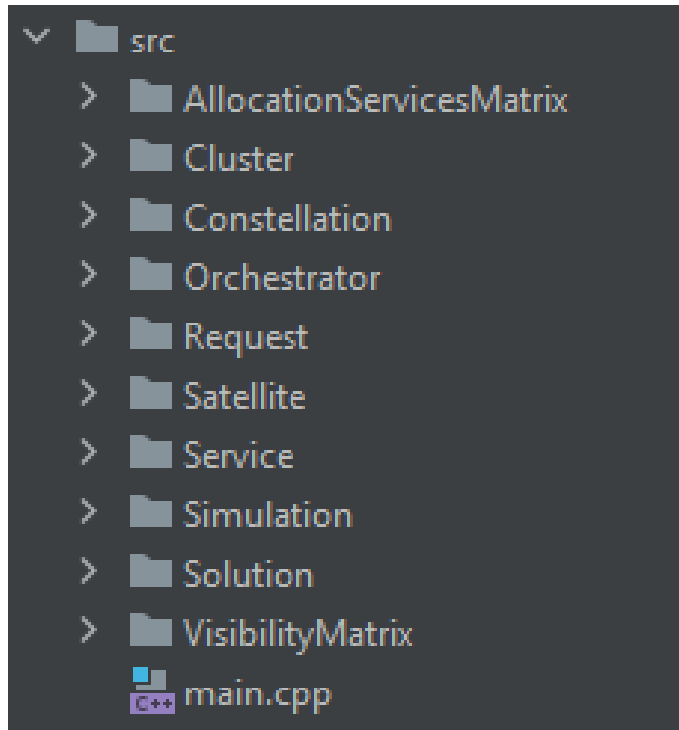 src
AllocationServicesMatrix
Cluster
Constellation
Orchestrator
Request
Satellite
Service
Simulation
Solution
VisibilityMatrix
C++ main.cpp